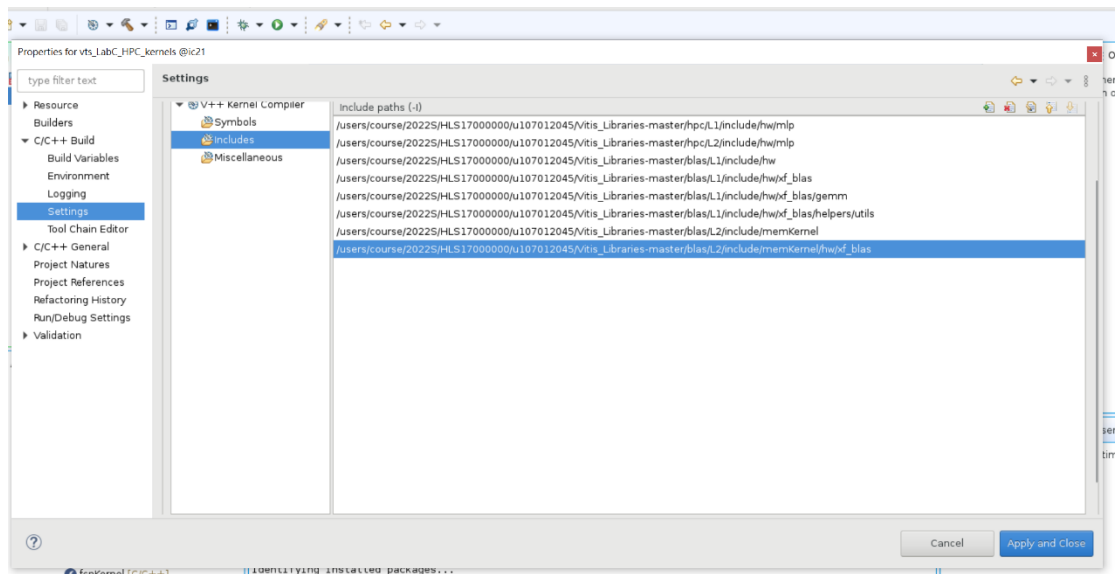 Properties for vts_LabC_HPC_kernels @ic21
type filter text
Settings
Resource
Builders
C/C++ Build
Build Variables
Environment
Logging
Settings
Tool Chain Editor
C/C++ General
Project Natures
Project References
Refactoring History
Run/Debug Settings
Validation
V++ Kernel Compiler
Symbols
Includes
Miscellaneous
Include paths (-I)
/users/course/2022S/HLS17000000/u107012045/Vitis_Libraries-master/hpc/L1/include/hw/mlp
/users/course/2022S/HLS17000000/u107012045/Vitis_Libraries-master/hpc/L2/include/hw/mlp
/users/course/2022S/HLS17000000/u107012045/Vitis_Libraries-master/blas/L1/include/hw
/users/course/2022S/HLS17000000/u107012045/Vitis_Libraries-master/blas/L1/include/hw/xf_blas
/users/course/2022S/HLS17000000/u107012045/Vitis_Libraries-master/blas/L1/include/hw/xf_blas/gemm
/users/course/2022S/HLS17000000/u107012045/Vitis_Libraries-master/blas/L1/include/hw/xf_blas/helpers/utils
/users/course/2022S/HLS17000000/u107012045/Vitis_Libraries-master/blas/L2/include/memKernel
/users/course/2022S/HLS17000000/u107012045/Vitis_Libraries-master/blas/L2/include/memKernel/hw/xf_blas
Cancel
Apply and Close
Identifying installed packages...